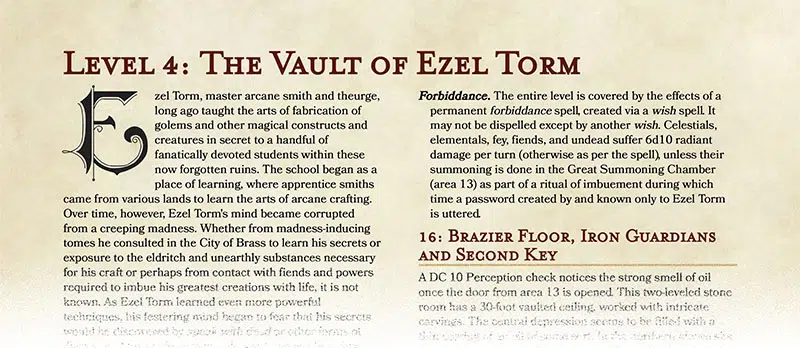 Level 4: The Vault of Ezel Torm
Ezel Torm, master arcane smith and theurge,
long ago taught the arts of fabrication of
golems and other magical constructs and
creatures in secret to a handful of
fanatically devoted students within these
now forgotten ruins. The school began as a
place of learning, where apprentice smiths
came from various lands to learn the arts of arcane crafting.
Over time, however, Ezel Torm's mind became corrupted
from a creeping madness. Whether from madness-inducing
tomes he consulted in the City of Brass to learn his secrets or
exposure to the eldritch and unearthly substances necessary
for his craft or perhaps from contact with fiends and powers
required to imbue his greatest creations with life, it is not
known. As Ezel Torm learned even more powerful
techniques, his festering mind began to fear that his secrets
would be discovered by speak with dead or other forms of
Forbiddance. The entire level is covered by the effects of a
permanent forbiddance spell, created via a wish spell. It
may not be dispelled except by another wish. Celestials,
elementals, fey, fiends, and undead suffer 6d10 radiant
damage per turn (otherwise as per the spell), unless their
summoning is done in the Great Summoning Chamber
(area 13) as part of a ritual of imbuement during which
time a password created by and known only to Ezel Torm
is uttered.
16: Brazier Floor, Iron Guardians
and Second Key
A DC 10 Perception check notices the strong smell of oil
once the door from area 13 is opened. This two-leveled stone
room has a 30-foot vaulted ceiling, worked with intricate
carvings. The central depression seems to be filled with a